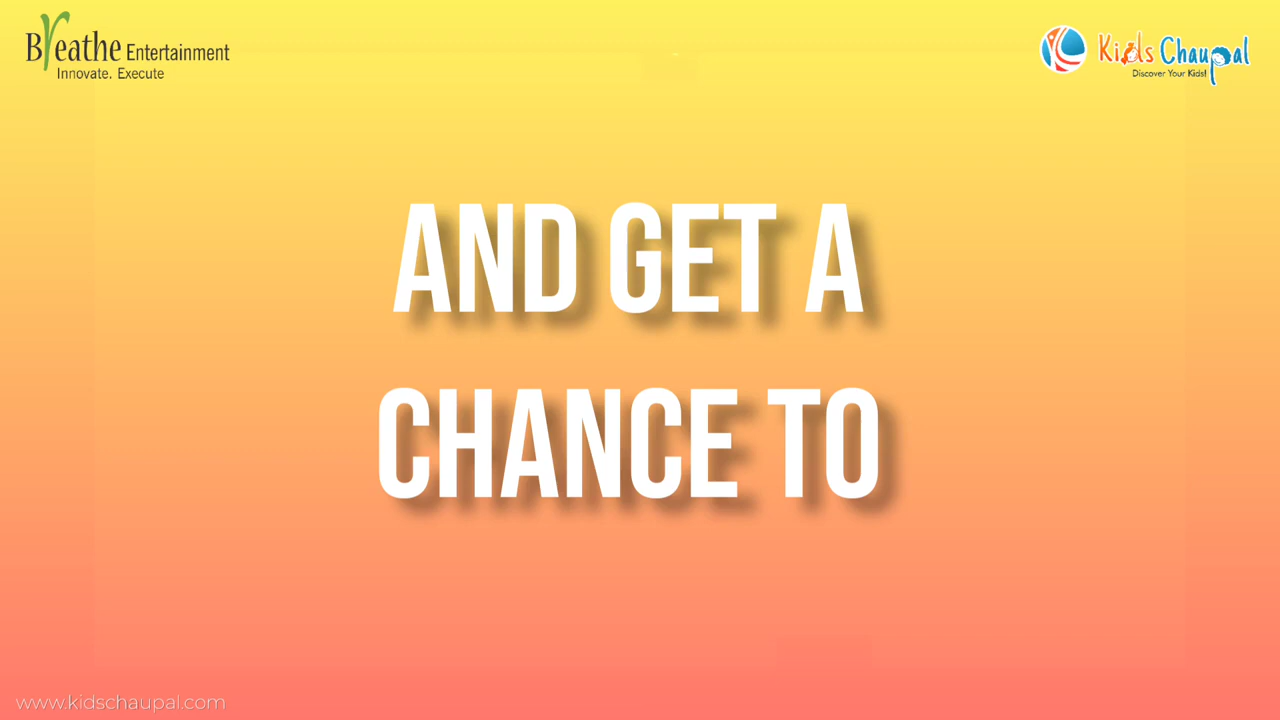 Breathe Entertainment
Innovate. Execute
Kids Chaupal
Discover Your Kids!
AND GET A
CHANCE TO
www.kidschaupal.com